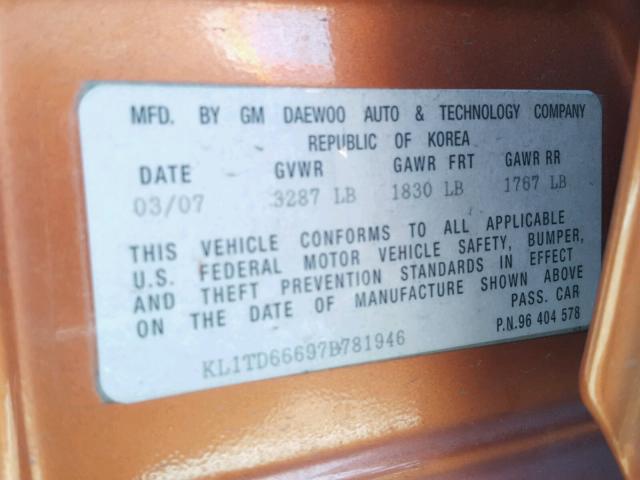 MFD. BY GM DAEWOO AUTO & TECHNOLOGY COMPANY
REPUBLIC OF KOREA
DATE GVWR GAWR FRT GAWR RR
03/07 3287 LB 1830 LB 1767 LB
THIS VEHICLE CONFORMS TO ALL APPLICABLE
U.S. FEDERAL MOTOR VEHICLE SAFETY, BUMPER,
AND THEFT PREVENTION STANDARDS IN EFFECT
ON THE DATE OF MANUFACTURE SHOWN ABOVE
PASS. CAR
P.N.96 404 578
KL1TD66697B781946